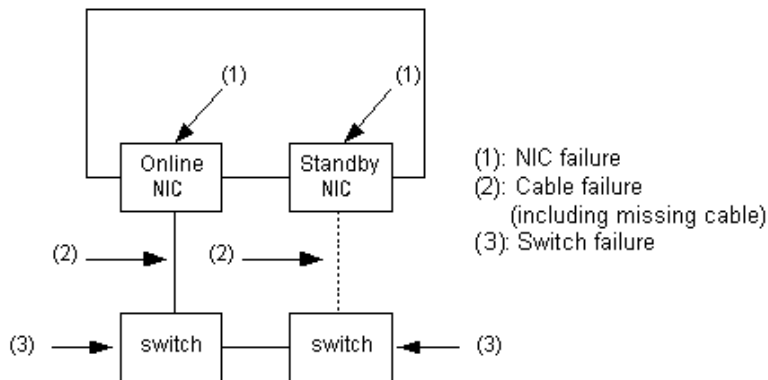 (1)
(1)
Online
NIC
Standby
NIC
(1): NIC failure
(2): Cable failure
(including missing cable)
(3): Switch failure
(2)
(2)
(3)
switch
switch
(3)